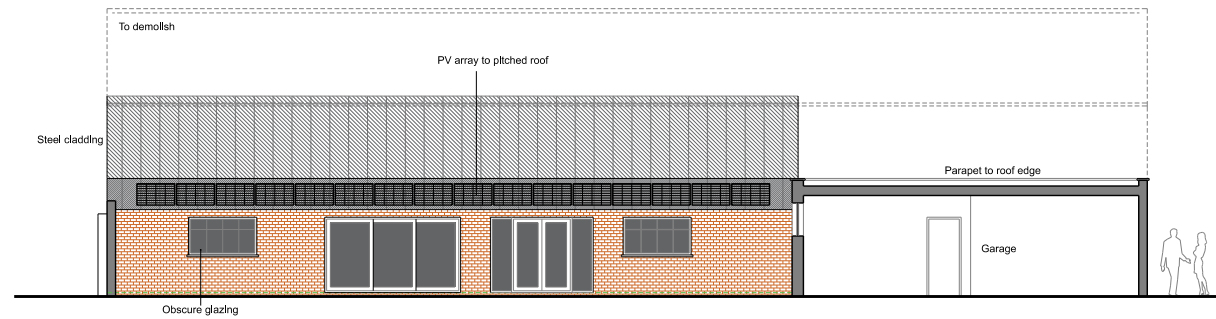 To demolish
PV array to pitched roof
Steel cladding
Parapet to roof edge
Garage
Obscure glazing